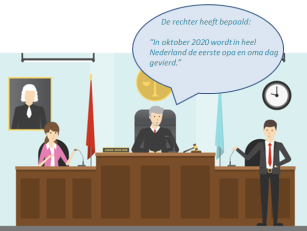 De rechter heeft bepaald:
“In oktober 2020 wordt in heel
Nederland de eerste opa en oma dag
gevierd.”